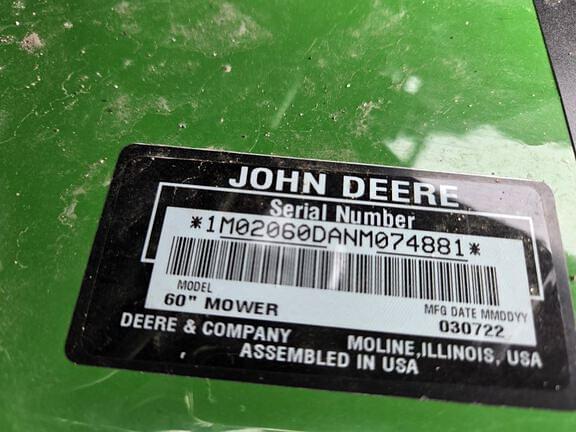 JOHN DEERE
Serial Number
*1M02060DANM074881*
MODEL
60" MOWER
MFG DATE MMDDYY
030722
DEERE & COMPANY
MOLINE, ILLINOIS, USA
ASSEMBLED IN USA